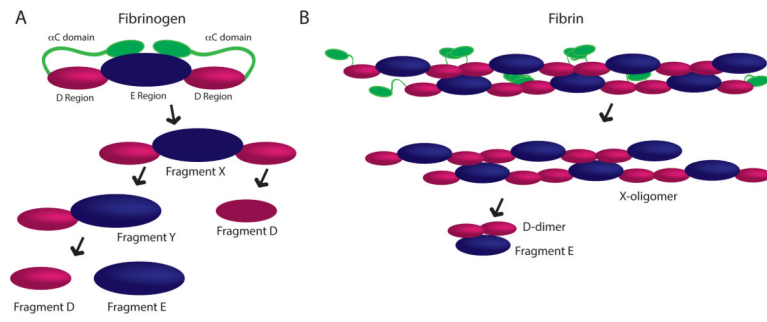 A
Fibrinogen
αC domain
αC domain
D Region
E Region
D Region
Fragment X
Fragment Y
Fragment D
Fragment D
Fragment E
B
Fibrin
X-oligomer
D-dimer
Fragment E